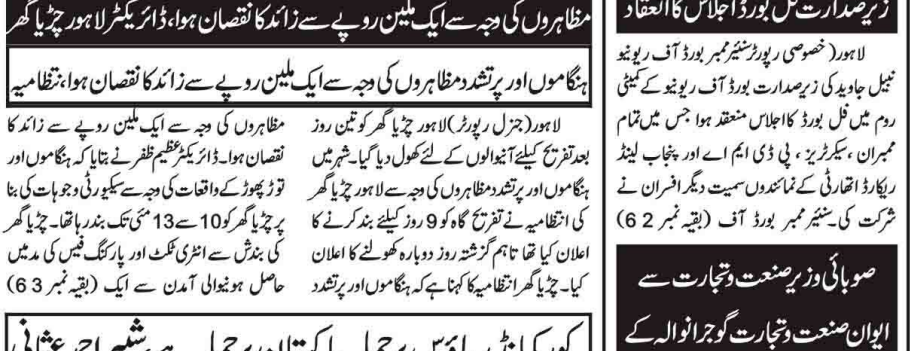 زیر صدارت فل بورڈ اجلاس کا انعقاد
لاہور (خصوصی رپورٹر) سینئر ممبر بورڈ آف ریونیو
نبیل جاوید کی زیر صدارت بورڈ آف ریونیو کے کمیٹی
روم میں فل بورڈ کا اجلاس منعقد ہوا جس میں تمام
ممبران، سیکرٹریز، پی ڈی ایم اے اور پنجاب لینڈ
ریکارڈ اتھارٹی کے نمائندوں سمیت دیگر افسران نے
شرکت کی۔ سنیئر ممبر بورڈ آف (بقیہ نمبر 62)
صوبائی وزیر صنعت و تجارت سے
ایوان صنعت و تجارت گوجرانوالہ کے
مظاہروں کی وجہ سے ایک ملین روپے سے زائد کا نقصان ہوا، ڈائریکٹر لاہور چڑیا گھر
ہنگاموں اور پرتشدد مظاہروں کی وجہ سے ایک ملین روپے سے زائد کا نقصان ہوا، انتظامیہ
لاہور (جنرل رپورٹر) لاہور چڑیا گھر کو تین روز
بعد تفریح کیلئے آنیوالوں کے لئے کھول دیا گیا۔ شہر میں
ہنگاموں اور پرتشدد مظاہروں کی وجہ سے لاہور چڑیا گھر
کی انتظامیہ نے تفریح گاہ کو 9 روز کیلئے بند کرنے کا
اعلان کیا تھا تاہم گزشتہ روز دوبارہ کھولنے کا اعلان
کیا۔ چڑیا گھر انتظامیہ کا کہنا ہے کہ ہنگاموں اور پرتشدد
مظاہروں کی وجہ سے ایک ملین روپے سے زائد کا
نقصان ہوا۔ ڈائریکٹر عظیم ظفر نے بتایا کہ ہنگاموں اور
توڑ پھوڑ کے واقعات کی وجہ سے سیکیورٹی وجوہات کی بنا
پر چڑیا گھر کو 10 سے 13 مئی تک بند رہا تھا۔ چڑیا گھر
کی بندش سے انٹری ٹکٹ اور پارکنگ فیس کی مد میں
حاصل ہونیوالی آمدن سے ایک (بقیہ نمبر 63)